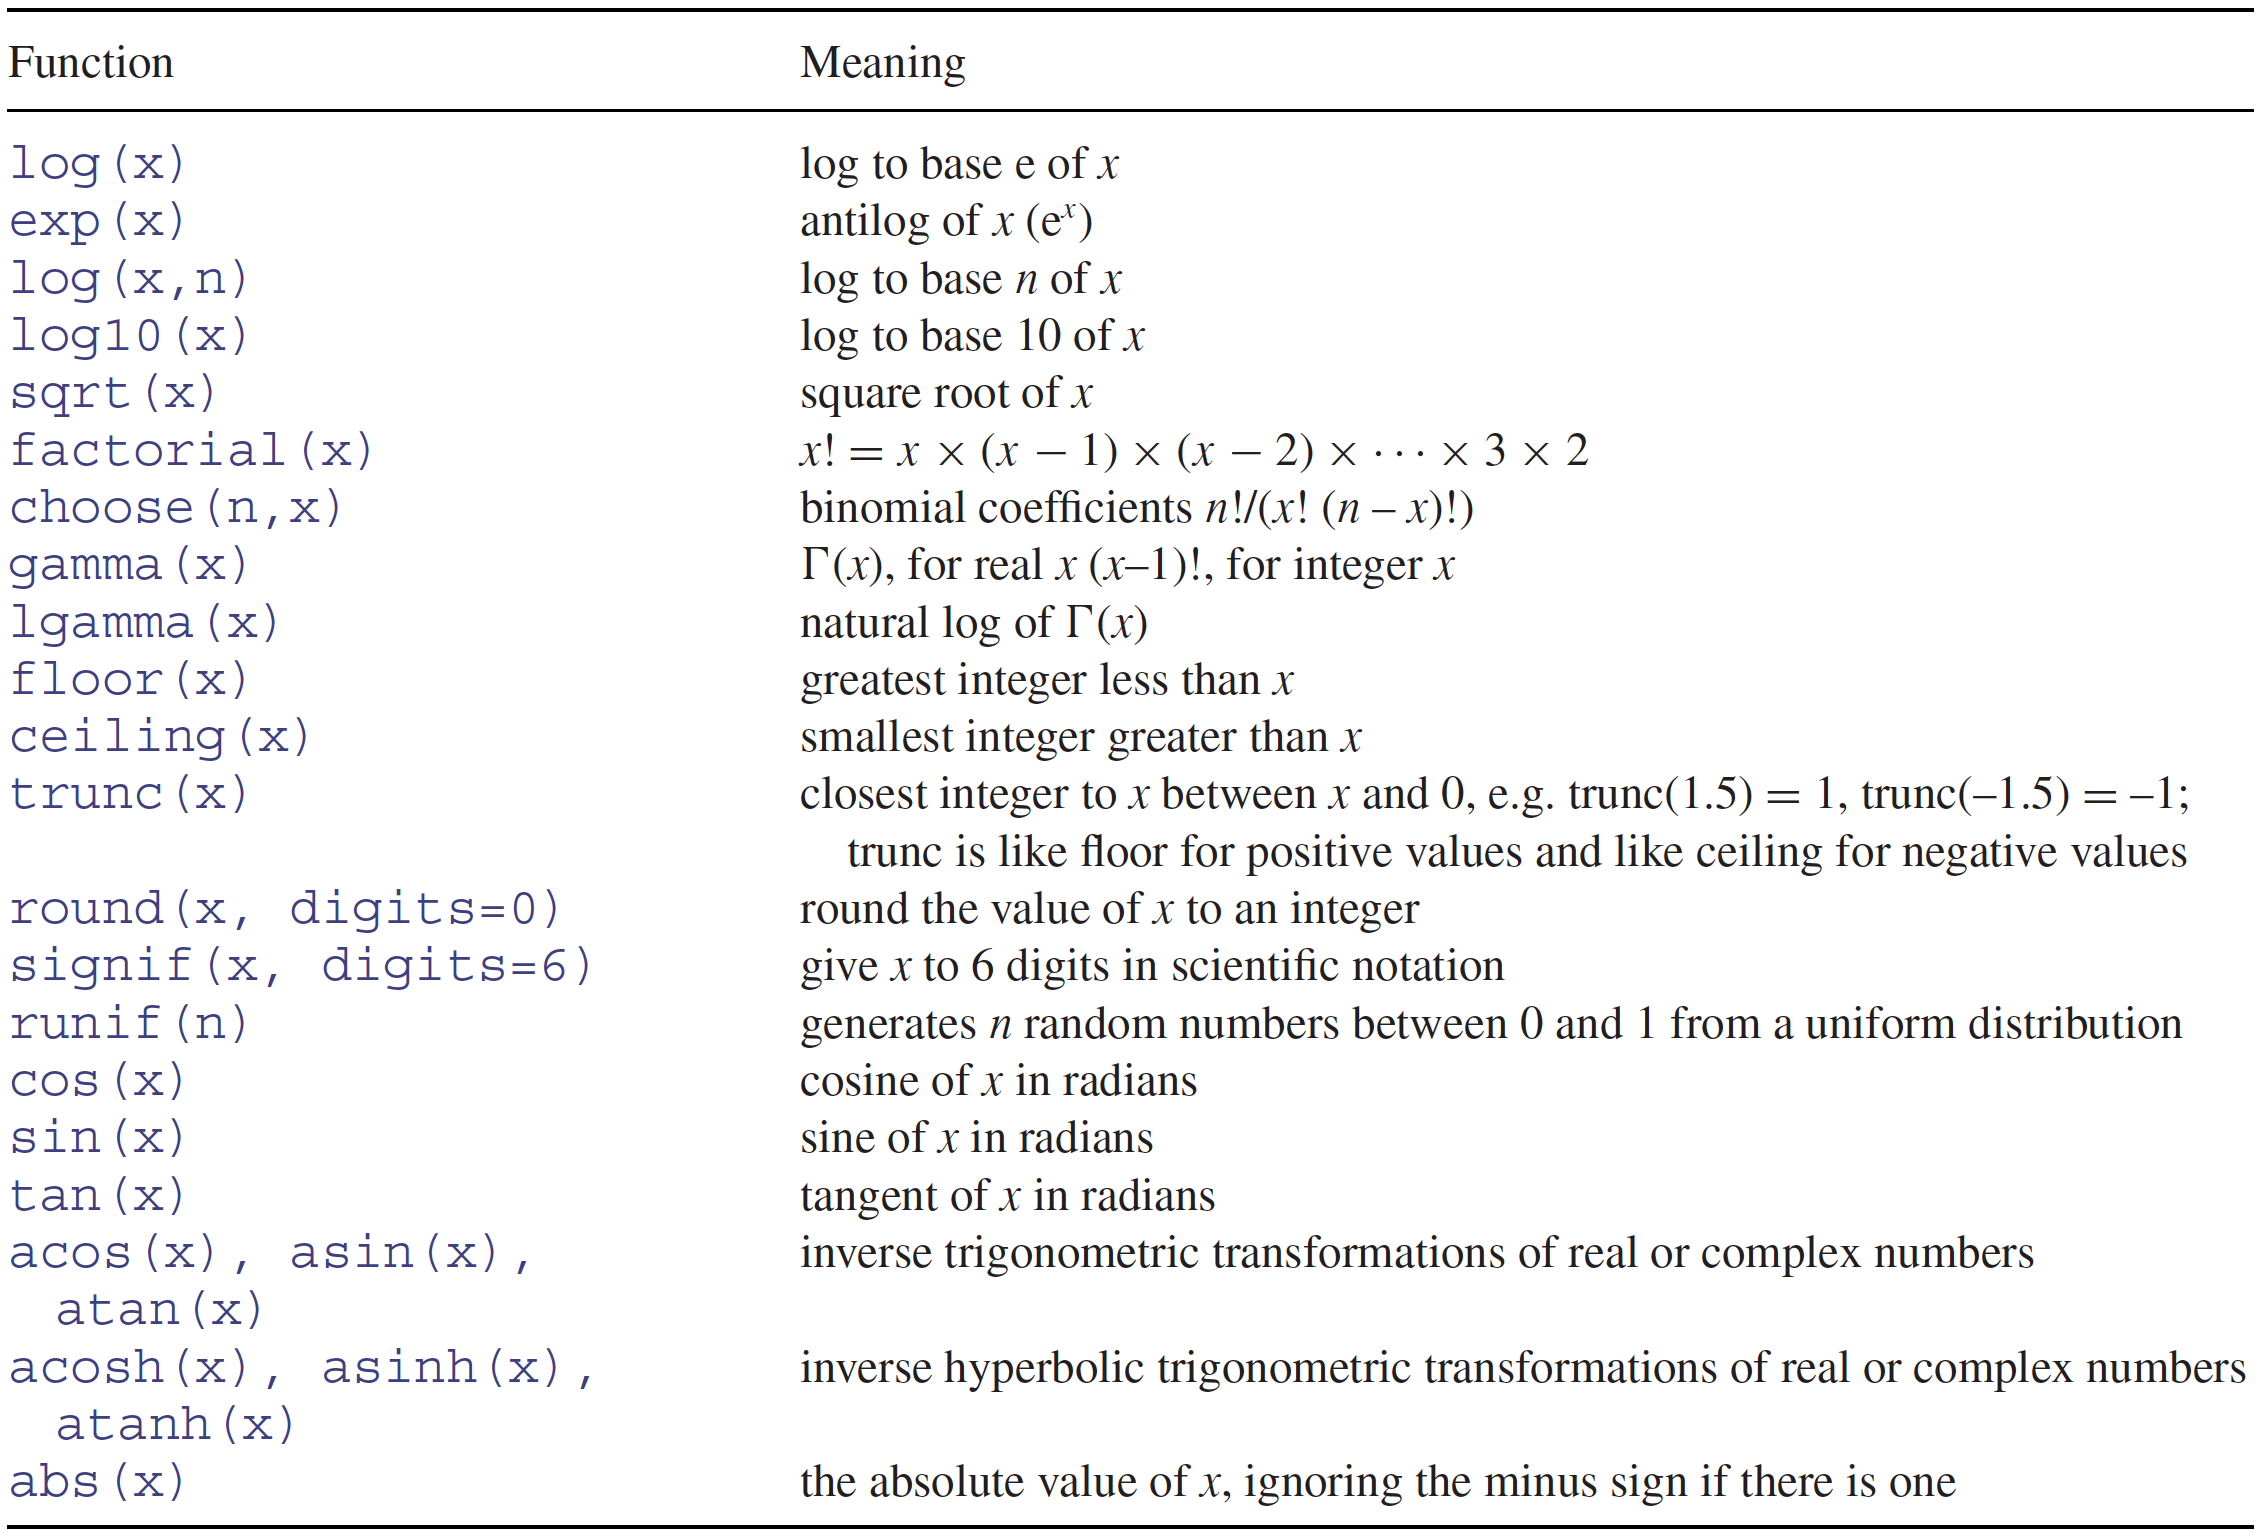 Function Meaning
log(x) log to base e of x
exp(x) antilog of x (eˣ)
log(x,n) log to base n of x
log10(x) log to base 10 of x
sqrt(x) square root of x
factorial(x) x! = x × (x − 1) × (x − 2) × · · · × 3 × 2
choose(n,x) binomial coefficients n!/(x! (n – x)!)
gamma(x) Γ(x), for real x (x–1)!, for integer x
lgamma(x) natural log of Γ(x)
floor(x) greatest integer less than x
ceiling(x) smallest integer greater than x
trunc(x) closest integer to x between x and 0, e.g. trunc(1.5) = 1, trunc(–1.5) = –1;
trunc is like floor for positive values and like ceiling for negative values
round(x, digits=0) round the value of x to an integer
signif(x, digits=6) give x to 6 digits in scientific notation
runif(n) generates n random numbers between 0 and 1 from a uniform distribution
cos(x) cosine of x in radians
sin(x) sine of x in radians
tan(x) tangent of x in radians
acos(x), asin(x), inverse trigonometric transformations of real or complex numbers
atan(x)
acosh(x), asinh(x), inverse hyperbolic trigonometric transformations of real or complex numbers
atanh(x)
abs(x) the absolute value of x, ignoring the minus sign if there is one